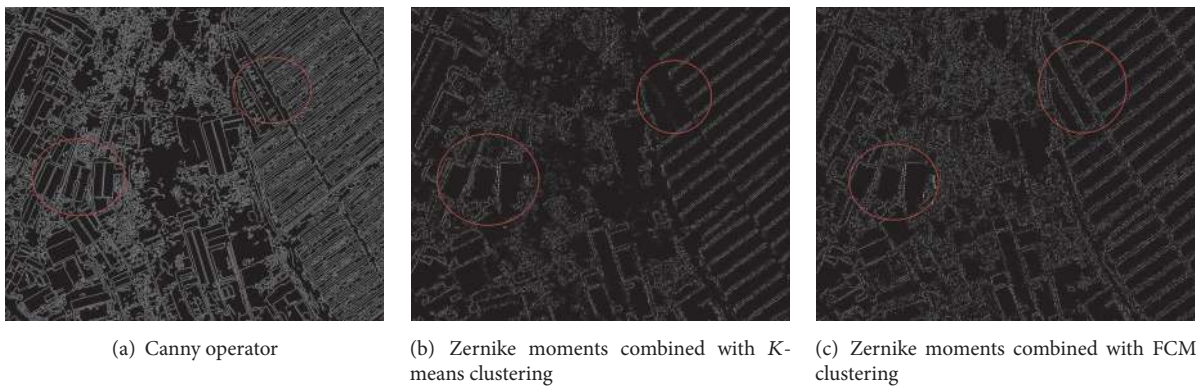 (a) Canny operator
(b) Zernike moments combined with K-
means clustering
(c) Zernike moments combined with FCM
clustering